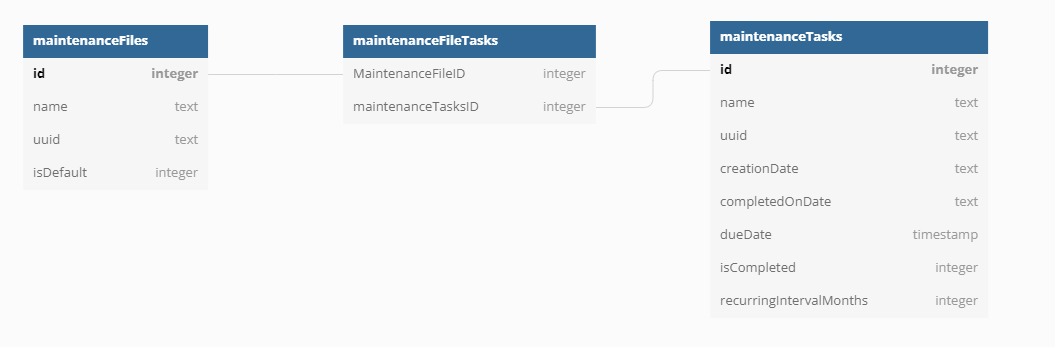 maintenanceFiles
id integer
name text
uuid text
isDefault integer
maintenanceFileTasks
MaintenanceFileID integer
maintenanceTasksID integer
maintenanceTasks
id integer
name text
uuid text
creationDate text
completedOnDate text
dueDate timestamp
isCompleted integer
recurringIntervalMonths integer